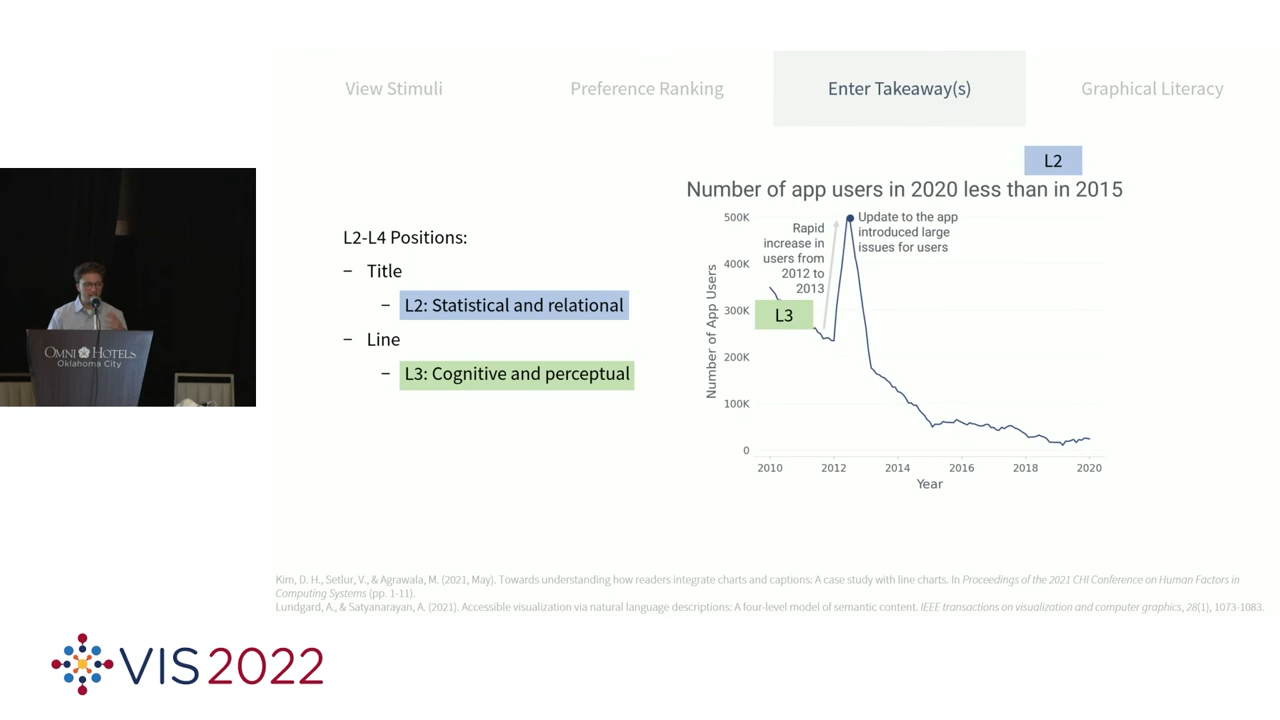 View Stimuli
Preference Ranking
Enter Takeaway(s)
Graphical Literacy
L2-L4 Positions:
– Title
– L2: Statistical and relational
– Line
– L3: Cognitive and perceptual
L2
Number of app users in 2020 less than in 2015
500K
400K
300K
200K
100K
0
Number of App Users
Rapid
increase in
users from
2012 to
2013
Update to the app
introduced large
issues for users
L3
2010
2012
2014
2016
2018
2020
Year
OMNI HOTELS
Oklahoma City
Kim, D. H., Setlur, V., & Agrawala, M. (2021, May). Towards understanding how readers integrate charts and captions: A case study with line charts. In Proceedings of the 2021 CHI Conference on Human Factors in
Computing Systems (pp. 1-11).
Lundgard, A., & Satyanarayan, A. (2021). Accessible visualization via natural language descriptions: A four-level model of semantic content. IEEE transactions on visualization and computer graphics, 28(1), 1073-1083.
VIS2022